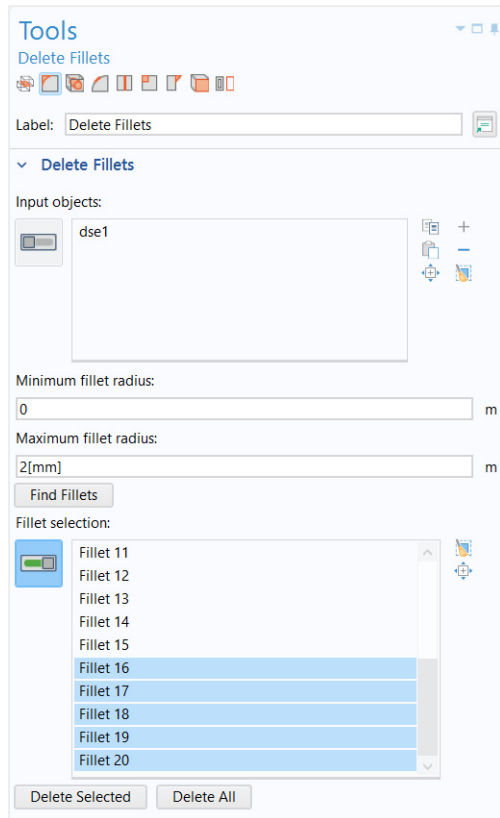 Tools
Delete Fillets
Label: Delete Fillets
Delete Fillets
Input objects:
dse1
Minimum fillet radius:
0 m
Maximum fillet radius:
2[mm] m
Find Fillets
Fillet selection:
Fillet 11
Fillet 12
Fillet 13
Fillet 14
Fillet 15
Fillet 16
Fillet 17
Fillet 18
Fillet 19
Fillet 20
Delete Selected Delete All